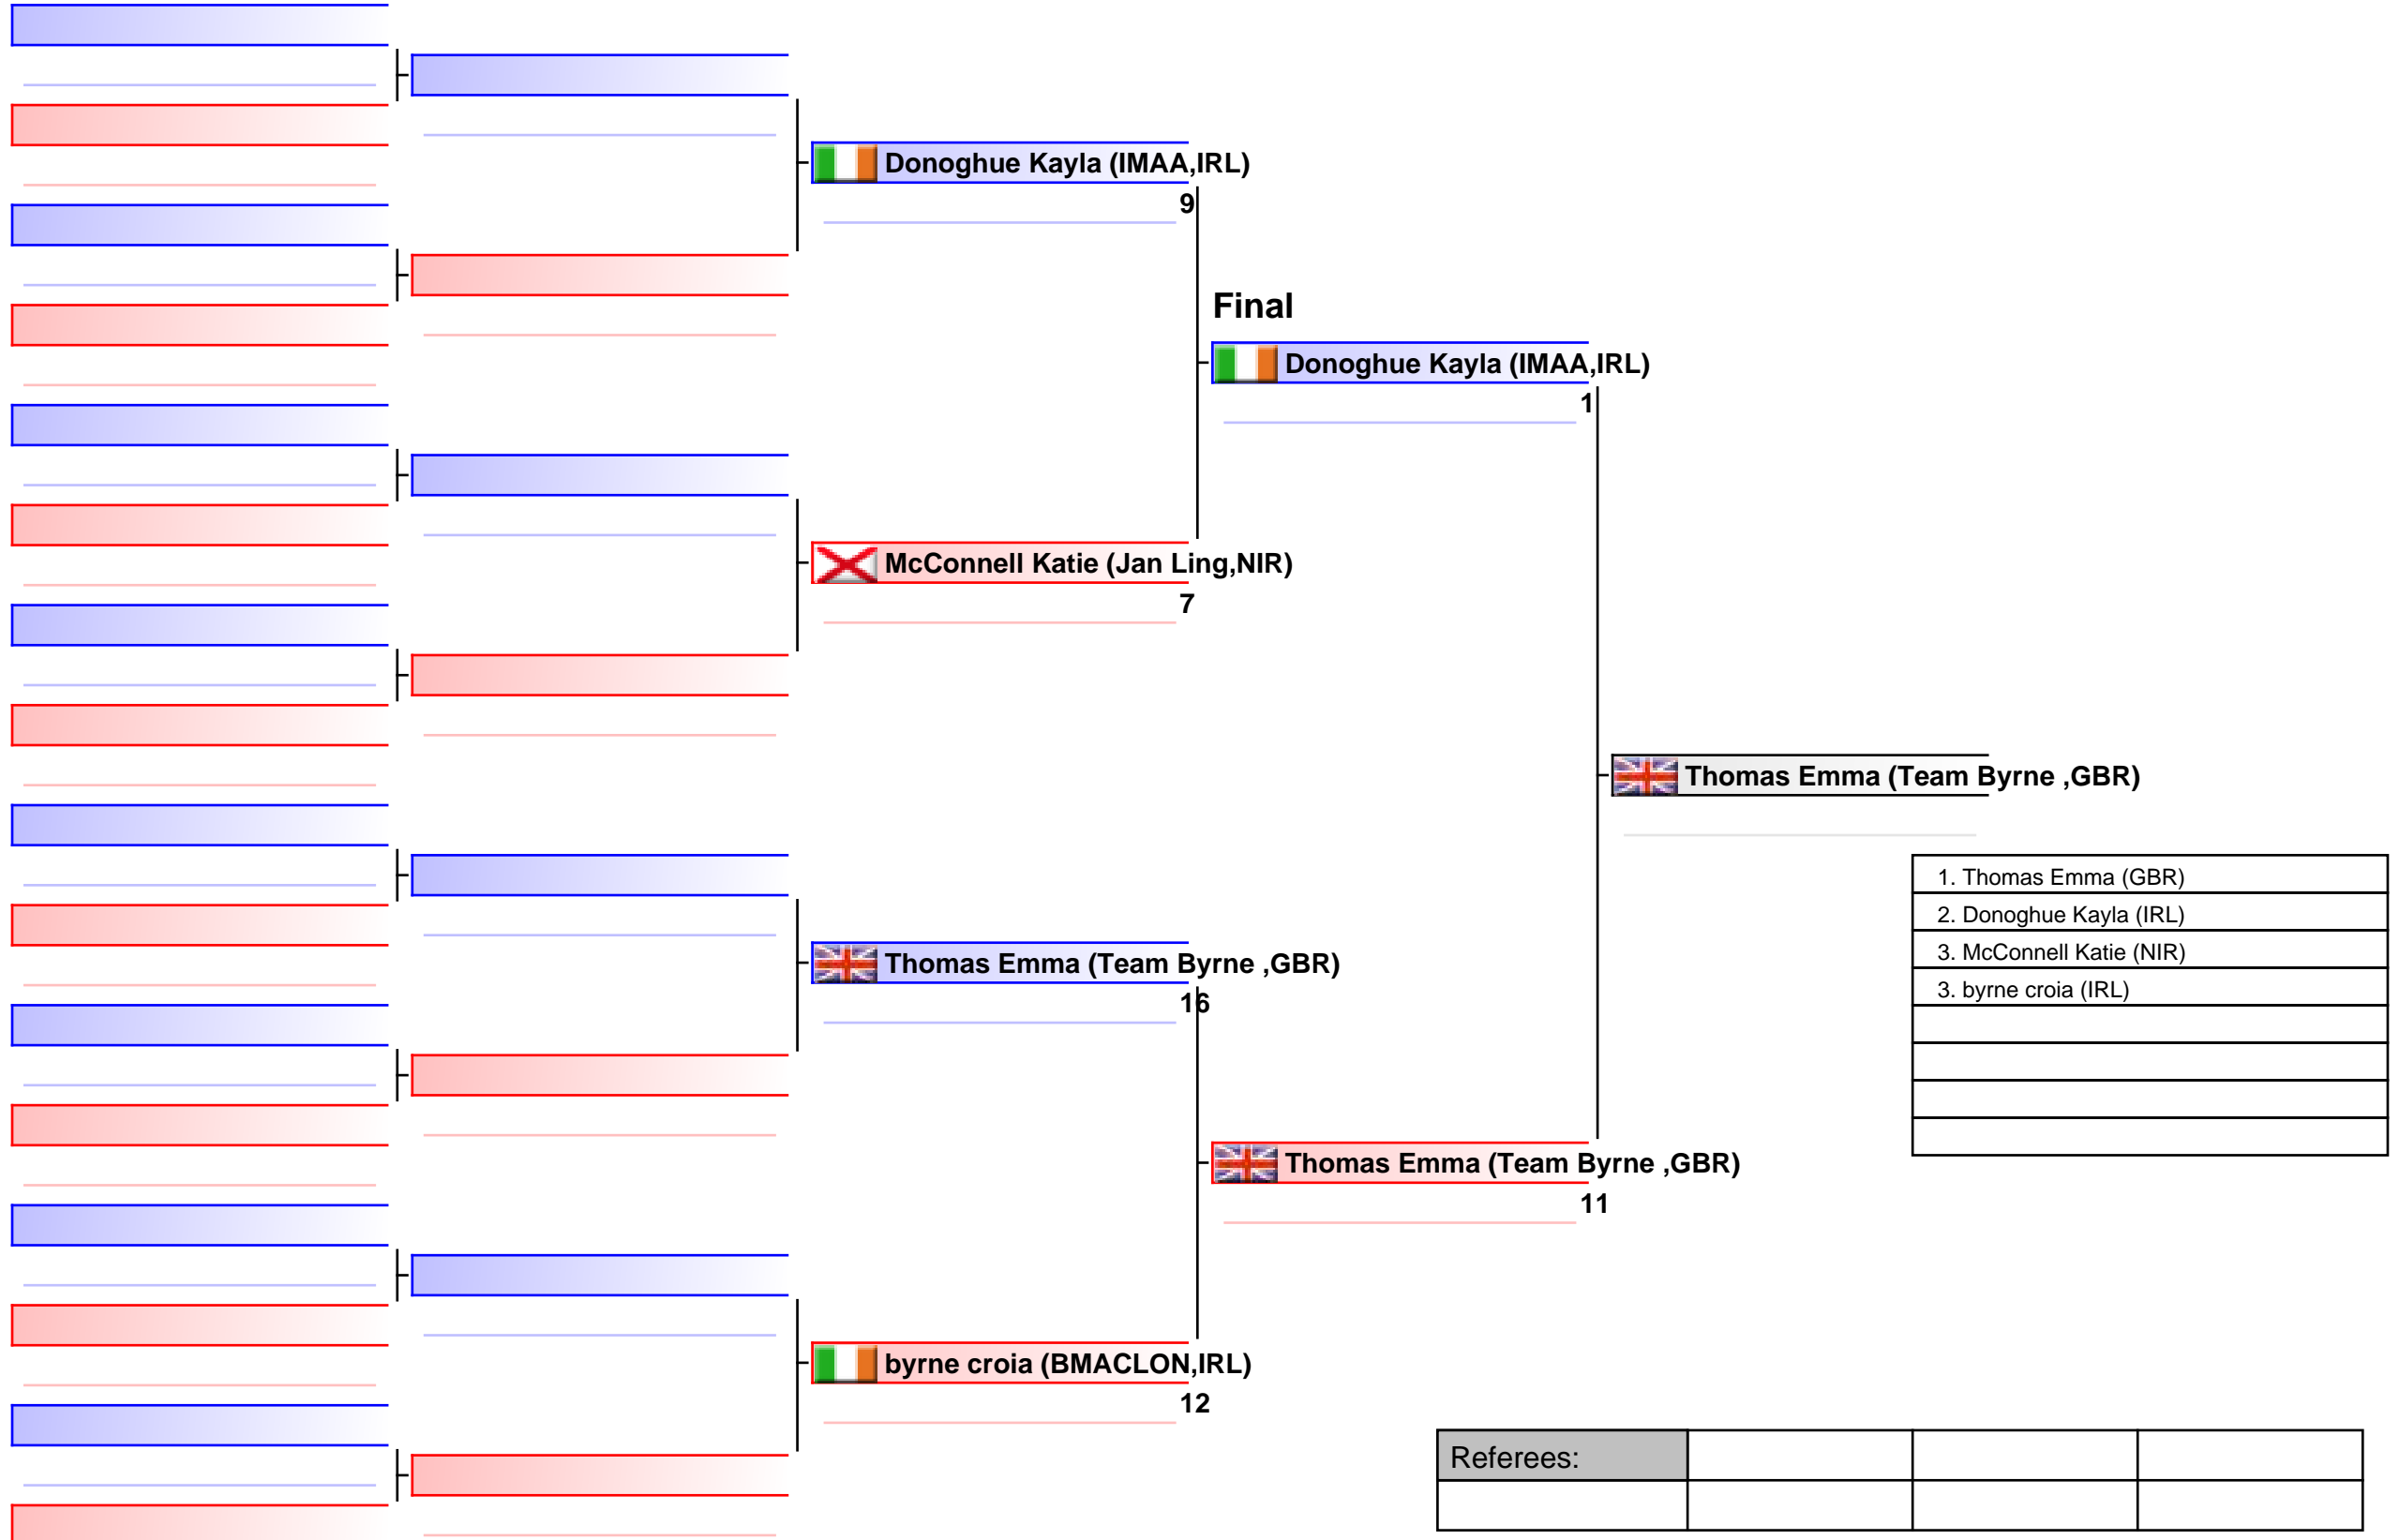 Donoghue Kayla (IMAA,IRL)
9
Final
Donoghue Kayla (IMAA,IRL)
1
McConnell Katie (Jan Ling,NIR)
7
Thomas Emma (Team Byrne ,GBR)
1. Thomas Emma (GBR)
2. Donoghue Kayla (IRL)
3. McConnell Katie (NIR)
3. byrne croia (IRL)
Thomas Emma (Team Byrne ,GBR)
16
Thomas Emma (Team Byrne ,GBR)
11
byrne croia (BMACLON,IRL)
12
Referees: